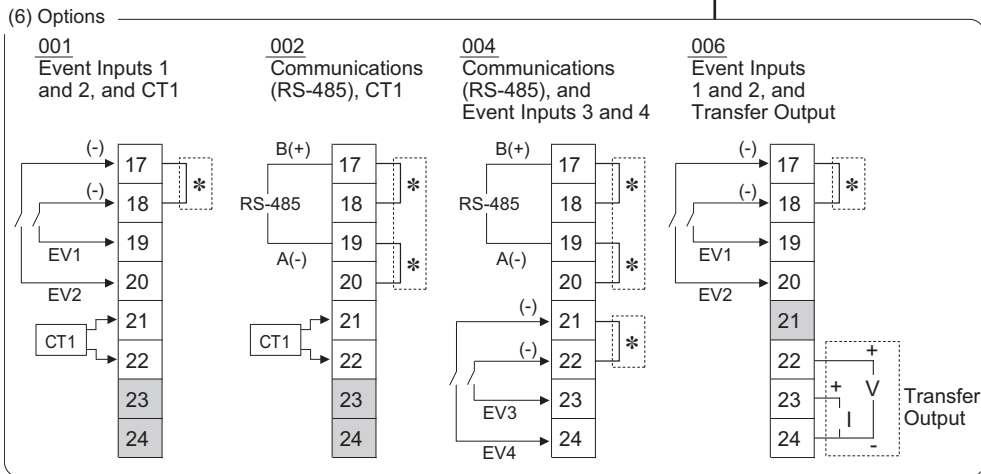 (6) Options
001
Event Inputs 1
and 2, and CT1
(-)
17
*
(-)
18
19
EV1
20
EV2
21
CT1
22
23
24
002
Communications
(RS-485), CT1
B(+)
17
*
RS-485
18
19
A(-)
*
20
21
CT1
22
23
24
004
Communications
(RS-485), and
Event Inputs 3 and 4
B(+)
17
*
RS-485
18
19
A(-)
*
20
(-)
21
*
(-)
22
23
EV3
24
EV4
006
Event Inputs
1 and 2, and
Transfer Output
(-)
17
*
(-)
18
19
EV1
20
EV2
21
22
+
23
+
V
I
24
-
Transfer
Output